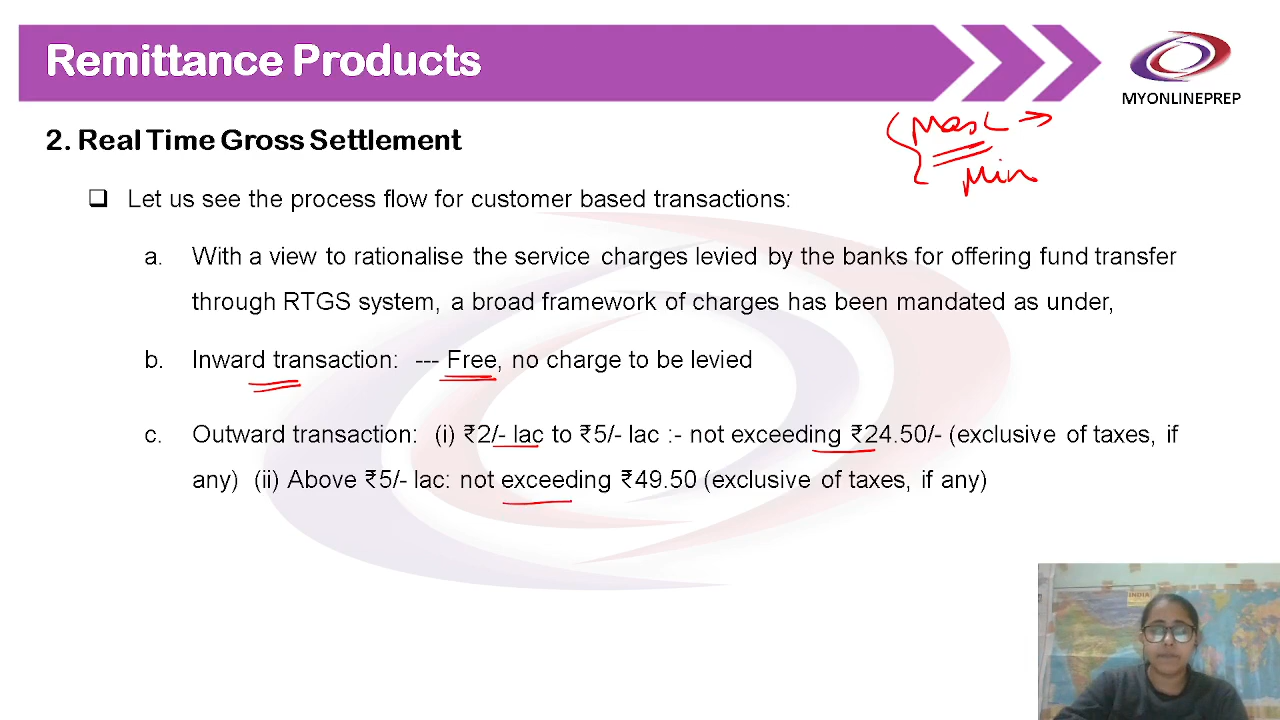 Remittance Products
MYONLINEPREP
2. Real Time Gross Settlement
Max
Min
❑ Let us see the process flow for customer based transactions:
a. With a view to rationalise the service charges levied by the banks for offering fund transfer
through RTGS system, a broad framework of charges has been mandated as under,
b. Inward transaction: --- Free, no charge to be levied
c. Outward transaction: (i) ₹2/- lac to ₹5/- lac :- not exceeding ₹24.50/- (exclusive of taxes, if
any) (ii) Above ₹5/- lac: not exceeding ₹49.50 (exclusive of taxes, if any)
INDIA